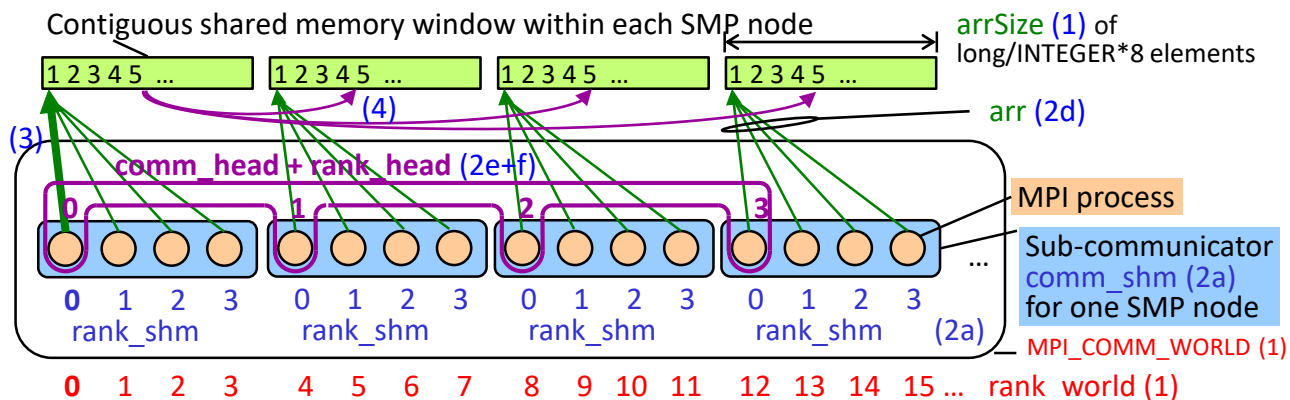 Contiguous shared memory window within each SMP node
arrSize (1) of
long/INTEGER*8 elements
1 2 3 4 5 ...
1 2 3 4 5 ...
1 2 3 4 5 ...
1 2 3 4 5 ...
(4)
arr (2d)
(3)
comm_head + rank_head (2e+f)
0 1 2 3
MPI process
...
Sub-communicator
comm_shm (2a)
for one SMP node
0 1 2 3 0 1 2 3 0 1 2 3 0 1 2 3
rank_shm rank_shm rank_shm rank_shm (2a)
MPI_COMM_WORLD (1)
0 1 2 3 4 5 6 7 8 9 10 11 12 13 14 15 ... rank world (1)